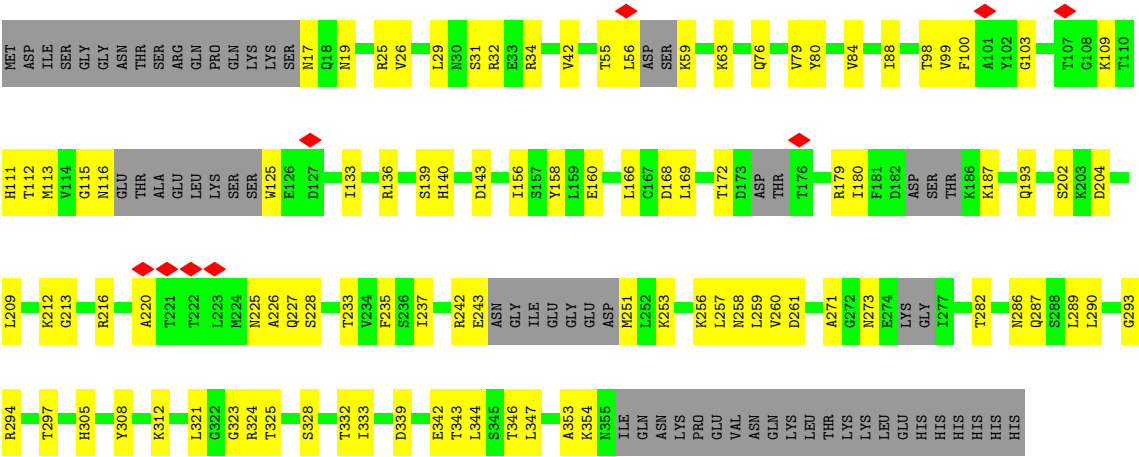 MET ASP ILE SER GLY GLY ASN THR SER ARG GLN PRO GLN LYS LYS SER N17 Q18 N19 R25 V26 L29 N30 S31 R32 E33 R34 V42 T55 L56 ASP SER K59 K63 Q76 V79 Y80 V84 I88 T98 V99 F100 A101 Y102 G103 T107 G108 K109 T110
H111 T112 M113 V114 G115 N116 GLU THR ALA GLU LEU LYS SER SER W125 E126 D127 I133 R136 S139 H140 D143 I156 S157 Y158 L159 E160 L166 C167 D168 L169 T172 D173 ASP THR T176 R179 I180 F181 D182 ASP SER THR K186 K187 Q193 S202 K203 D204
L209 K212 G213 R216 A220 T221 T222 L223 M224 N225 A226 Q227 S228 T233 V234 F235 S236 I237 R242 E243 ASN GLY ILE GLU GLY GLU ASP M251 L252 K253 K256 L257 N258 L259 V260 D261 A271 G272 N273 E274 LYS GLY I277 T282 N286 Q287 S288 L289 L290 G293
R294 T297 H305 Y308 K312 L321 G322 G323 R324 T325 S328 T332 I333 D339 E342 T343 L344 S345 T346 L347 A353 K354 N355 ILE GLN ASN LYS PRO GLU VAL ASN GLN LYS LEU THR LYS LYS LEU GLU HIS HIS HIS HIS HIS HIS